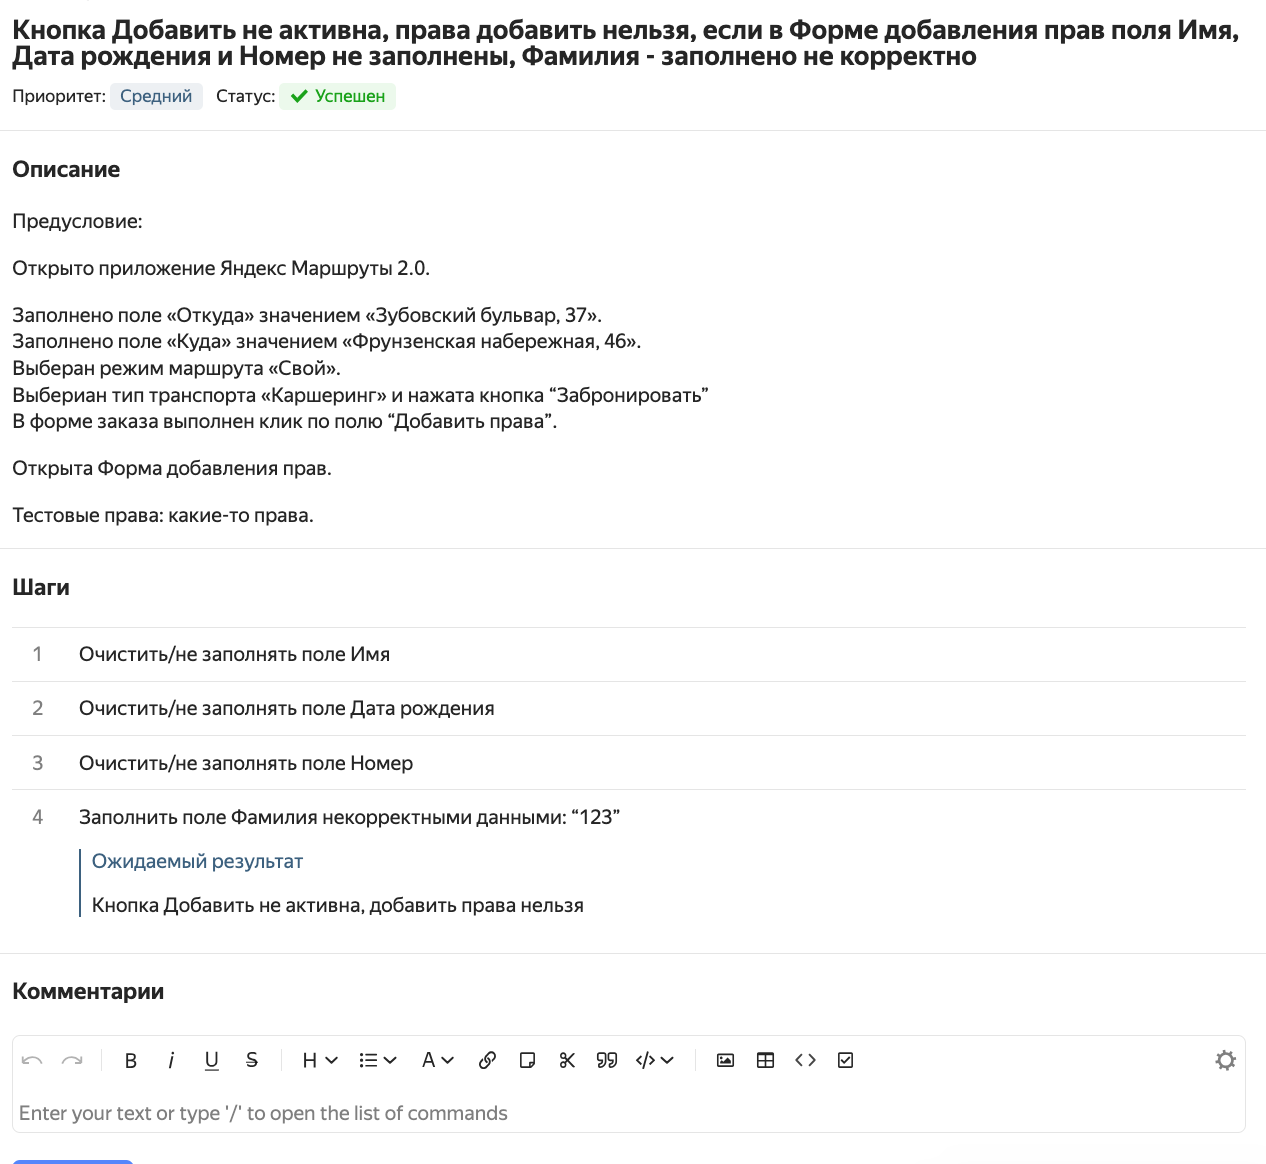 Кнопка Добавить не активна, права добавить нельзя, если в Форме добавления прав поля Имя,
Дата рождения и Номер не заполнены, Фамилия - заполнено не корректно
Приоритет: Средний Статус: Успешен
Описание
Предусловие:
Открыто приложение Яндекс Маршруты 2.0.
Заполнено поле «Откуда» значением «Зубовский бульвар, 37».
Заполнено поле «Куда» значением «Фрунзенская набережная, 46».
Выберан режим маршрута «Свой».
Выбериан тип транспорта «Каршеринг» и нажата кнопка “Забронировать”
В форме заказа выполнен клик по полю “Добавить права”.
Открыта Форма добавления прав.
Тестовые права: какие-то права.
Шаги
1 Очистить/не заполнять поле Имя
2 Очистить/не заполнять поле Дата рождения
3 Очистить/не заполнять поле Номер
4 Заполнить поле Фамилия некорректными данными: “123”
Ожидаемый результат
Кнопка Добавить не активна, добавить права нельзя
Комментарии
B i U S H A
Enter your text or type '/' to open the list of commands